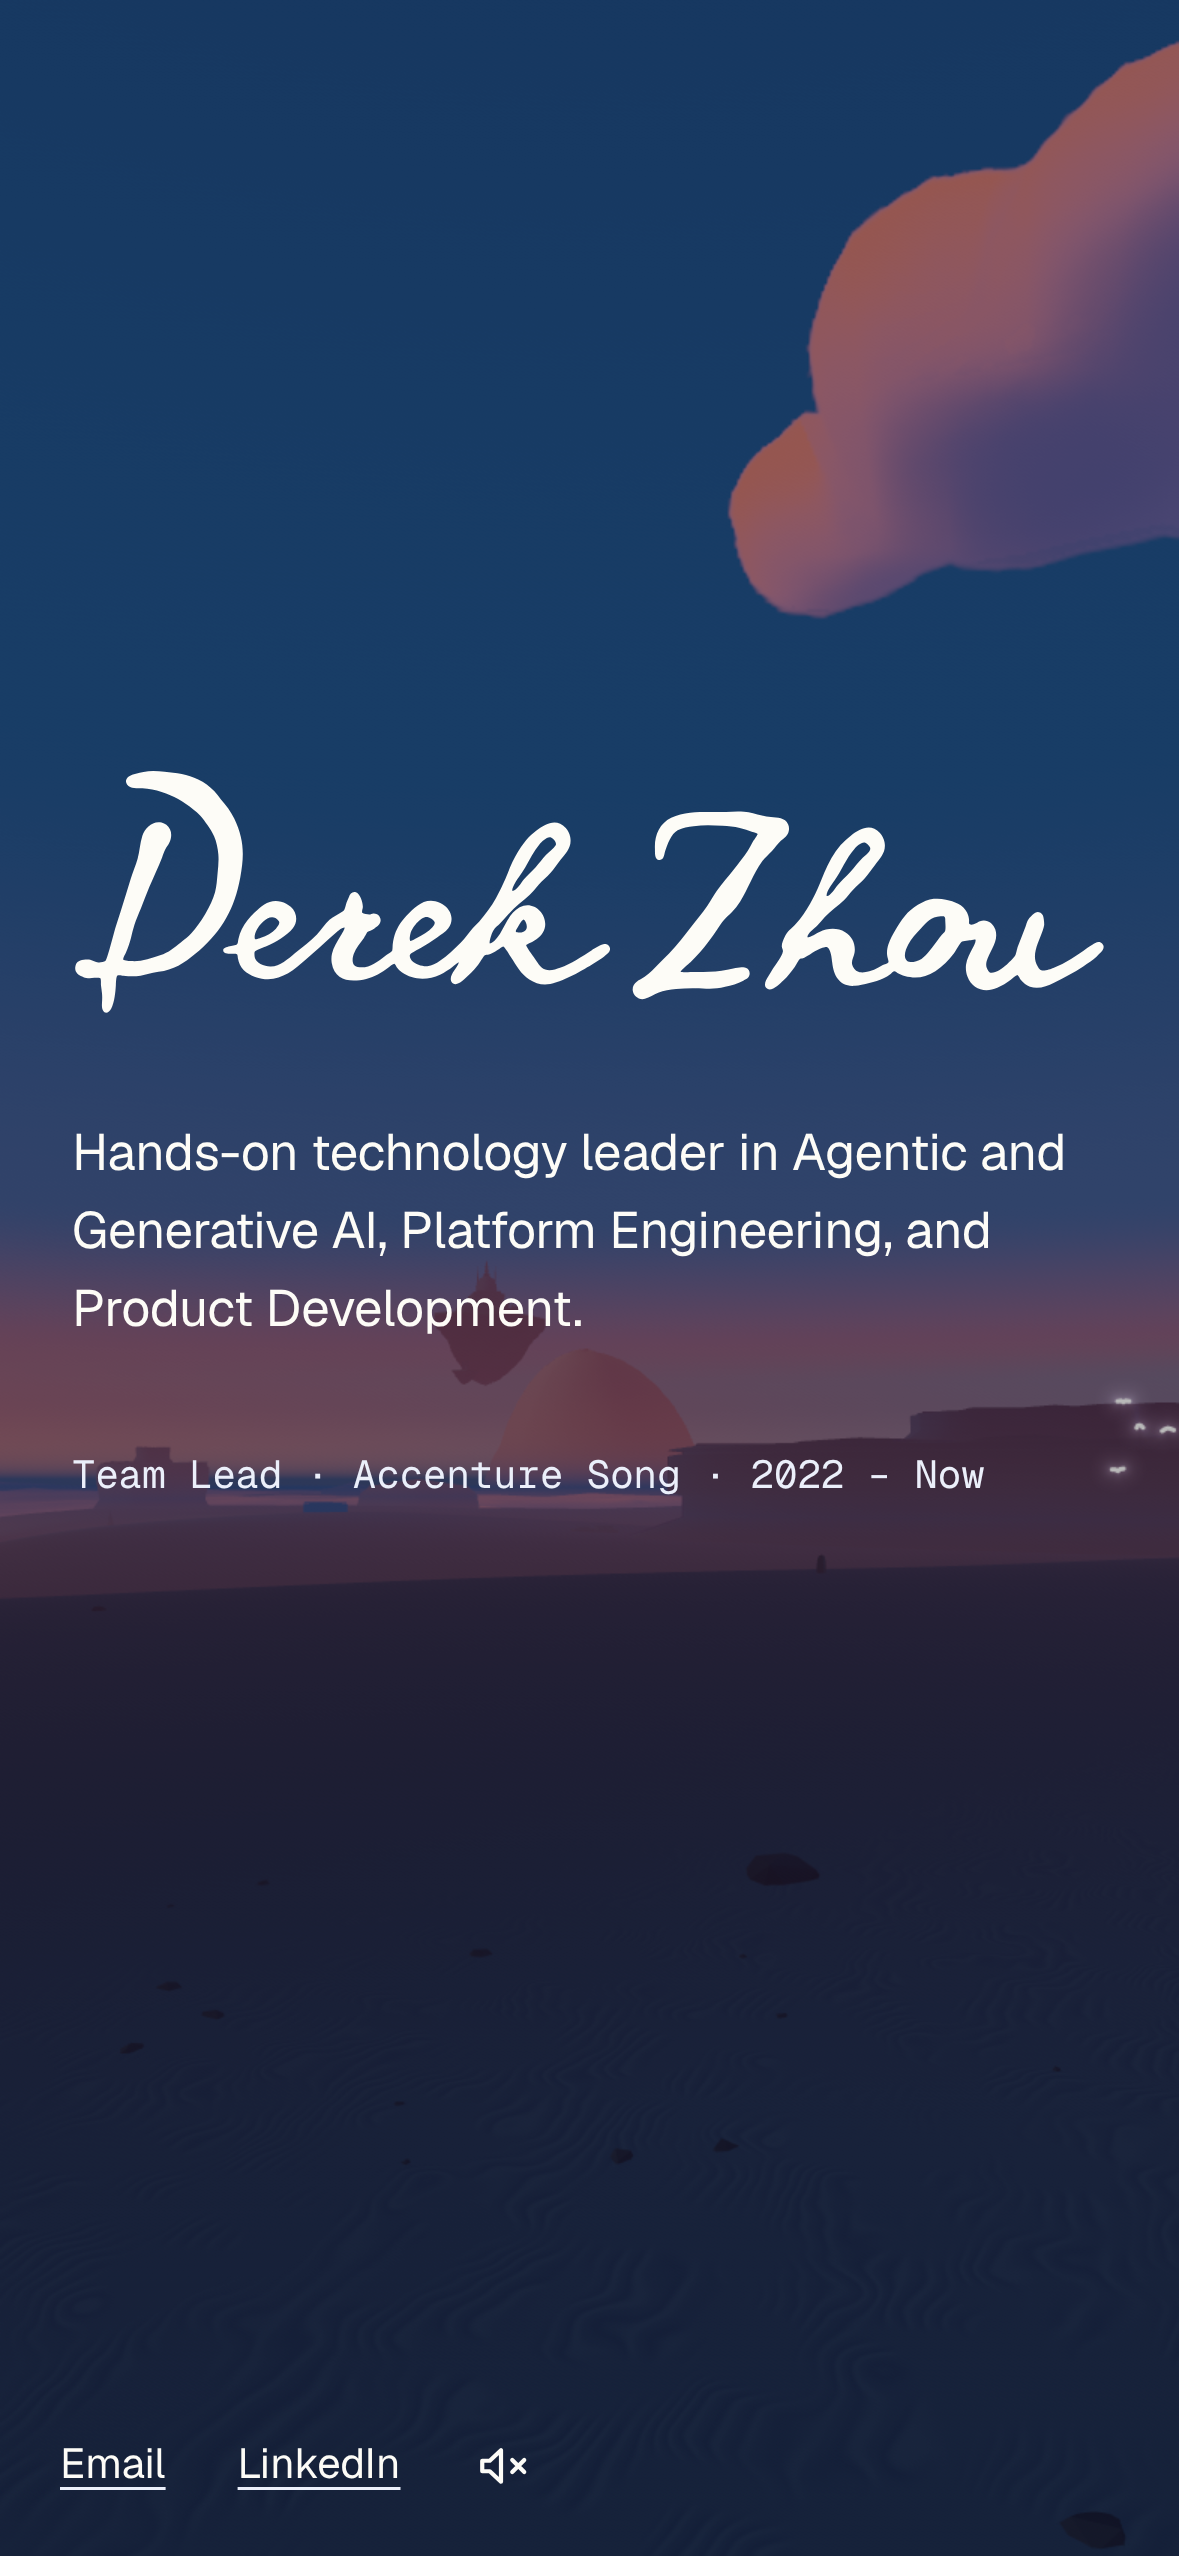 Derek Zhou
Hands-on technology leader in Agentic and
Generative AI, Platform Engineering, and
Product Development.
Team Lead · Accenture Song · 2022 – Now
Email LinkedIn